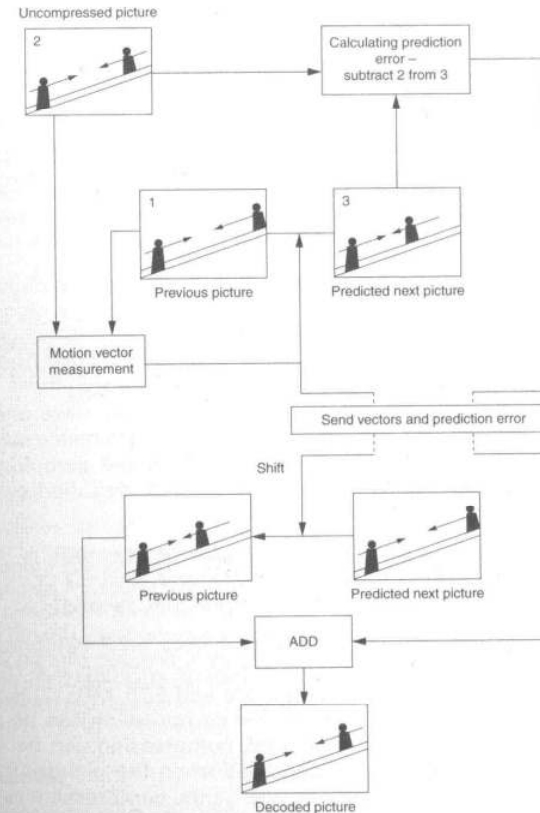 Uncompressed picture
2
Calculating prediction
error –
subtract 2 from 3
1
3
Previous picture
Predicted next picture
Motion vector
measurement
Send vectors and prediction error
Shift
Previous picture
Predicted next picture
ADD
Decoded picture